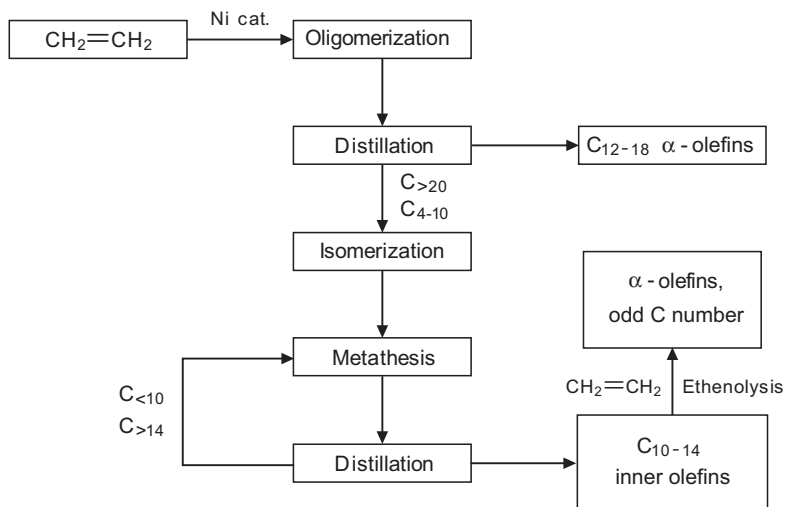 CH₂=CH₂
Ni cat.
Oligomerization
Distillation
C₁₂₋₁₈ α-olefins
C>₂₀
C₄₋₁₀
Isomerization
α-olefins,
odd C number
Metathesis
C<₁₀
C>₁₄
CH₂=CH₂ Ethenolysis
Distillation
C₁₀₋₁₄
inner olefins